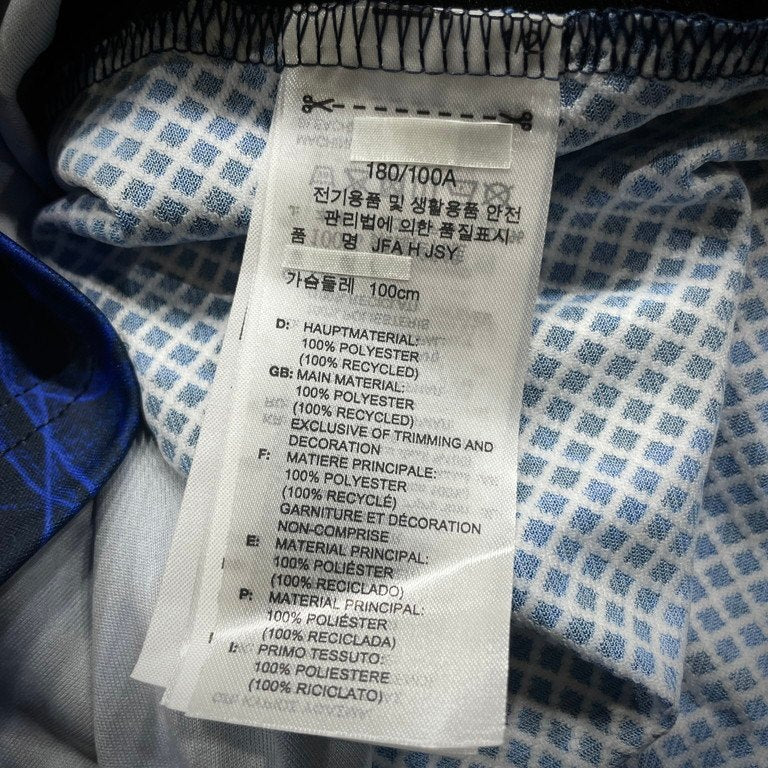 180/100A
전기용품 및 생활용품 안전
관리법에 의한 품질표시
품 명 JFA H JSY
가슴둘레 100cm
D: HAUPTMATERIAL:
100% POLYESTER
(100% RECYCLED)
GB: MAIN MATERIAL:
100% POLYESTER
(100% RECYCLED)
EXCLUSIVE OF TRIMMING AND
DECORATION
F: MATIERE PRINCIPALE:
100% POLYESTER
(100% RECYCLÉ)
GARNITURE ET DÉCORATION
NON-COMPRISE
E: MATERIAL PRINCIPAL:
100% POLIÉSTER
(100% RECICLADO)
P: MATERIAL PRINCIPAL:
100% POLIÉSTER
(100% RECICLADA)
I: PRIMO TESSUTO:
100% POLIESTERE
(100% RICICLATO)